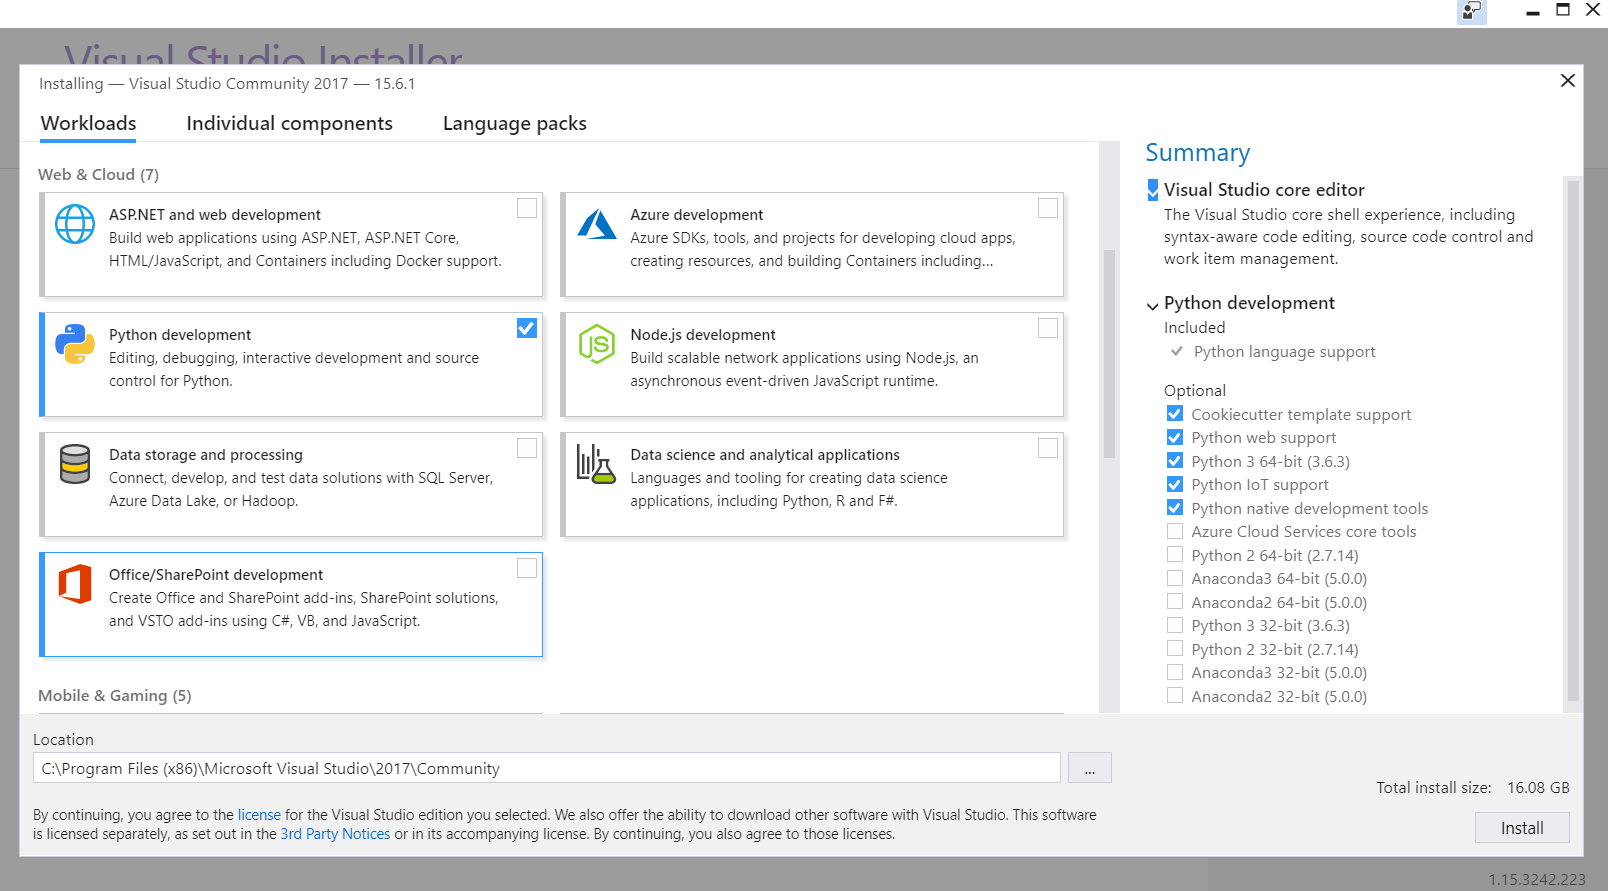 Visual Studio Installer
Installing — Visual Studio Community 2017 — 15.6.1
Workloads
Individual components
Language packs
Web & Cloud (7)
ASP.NET and web development
Build web applications using ASP.NET, ASP.NET Core,
HTML/JavaScript, and Containers including Docker support.
Azure development
Azure SDKs, tools, and projects for developing cloud apps,
creating resources, and building Containers including...
Python development
Editing, debugging, interactive development and source
control for Python.
Node.js development
Build scalable network applications using Node.js, an
asynchronous event-driven JavaScript runtime.
Data storage and processing
Connect, develop, and test data solutions with SQL Server,
Azure Data Lake, or Hadoop.
Data science and analytical applications
Languages and tooling for creating data science
applications, including Python, R and F#.
Office/SharePoint development
Create Office and SharePoint add-ins, SharePoint solutions,
and VSTO add-ins using C#, VB, and JavaScript.
Mobile & Gaming (5)
Summary
Visual Studio core editor
The Visual Studio core shell experience, including
syntax-aware code editing, source code control and
work item management.
Python development
Included
Python language support
Optional
Cookiecutter template support
Python web support
Python 3 64-bit (3.6.3)
Python IoT support
Python native development tools
Azure Cloud Services core tools
Python 2 64-bit (2.7.14)
Anaconda3 64-bit (5.0.0)
Anaconda2 64-bit (5.0.0)
Python 3 32-bit (3.6.3)
Python 2 32-bit (2.7.14)
Anaconda3 32-bit (5.0.0)
Anaconda2 32-bit (5.0.0)
Location
C:\Program Files (x86)\Microsoft Visual Studio\2017\Community
...
By continuing, you agree to the license for the Visual Studio edition you selected. We also offer the ability to download other software with Visual Studio. This software
is licensed separately, as set out in the 3rd Party Notices or in its accompanying license. By continuing, you also agree to those licenses.
Total install size: 16.08 GB
Install
1.15.3242.223